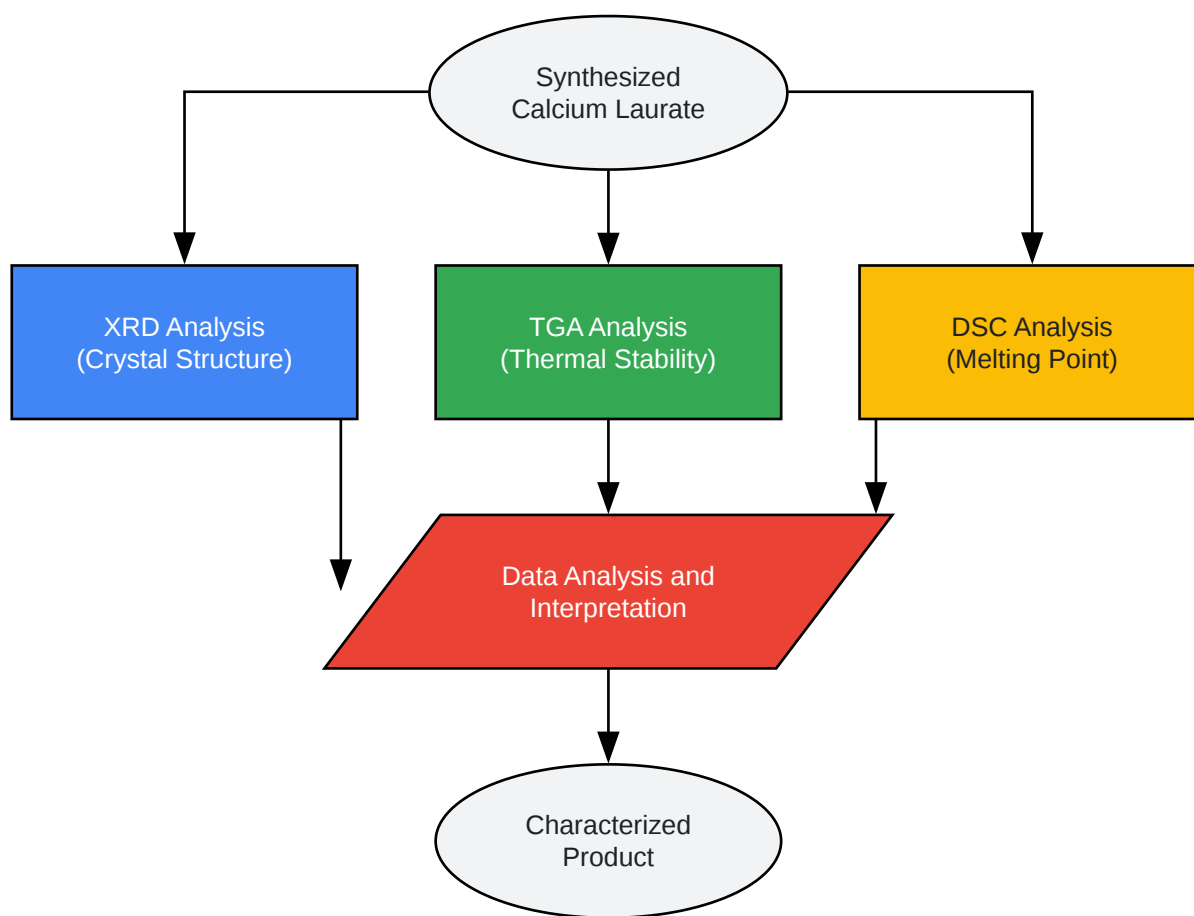 Synthesized
Calcium Laurate
XRD Analysis
(Crystal Structure)
TGA Analysis
(Thermal Stability)
DSC Analysis
(Melting Point)
Data Analysis and
Interpretation
Characterized
Product